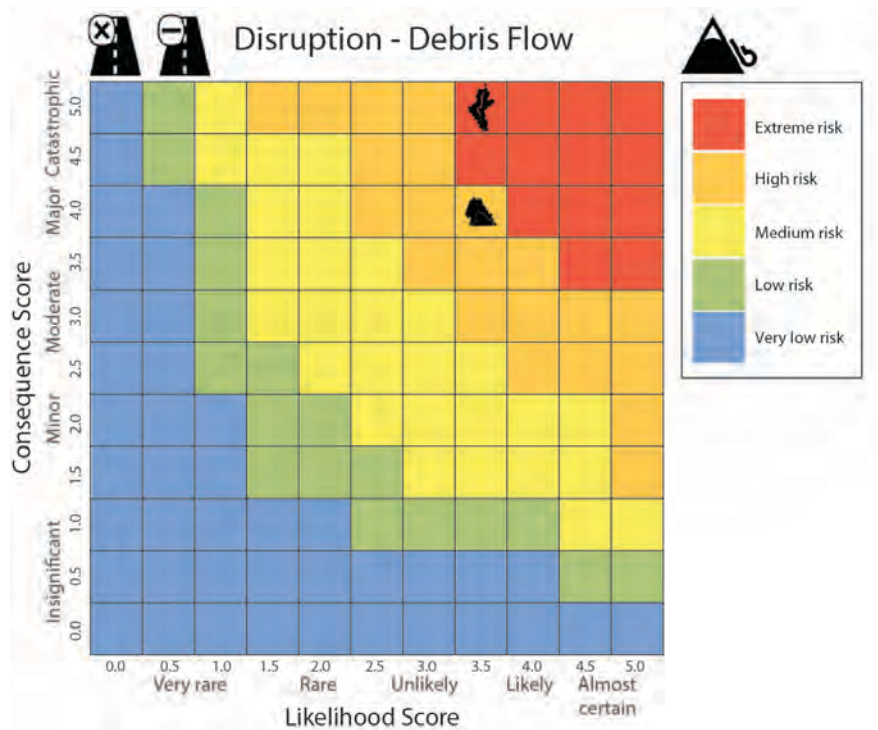 Disruption - Debris Flow
Consequence Score
Catastrophic
Major
Moderate
Minor
Insignificant
5.0
4.5
4.0
3.5
3.0
2.5
2.0
1.5
1.0
0.5
0.0
0.0 0.5 1.0 1.5 2.0 2.5 3.0 3.5 4.0 4.5 5.0
Very rare Rare Unlikely Likely Almost
certain
Likelihood Score
Extreme risk
High risk
Medium risk
Low risk
Very low risk